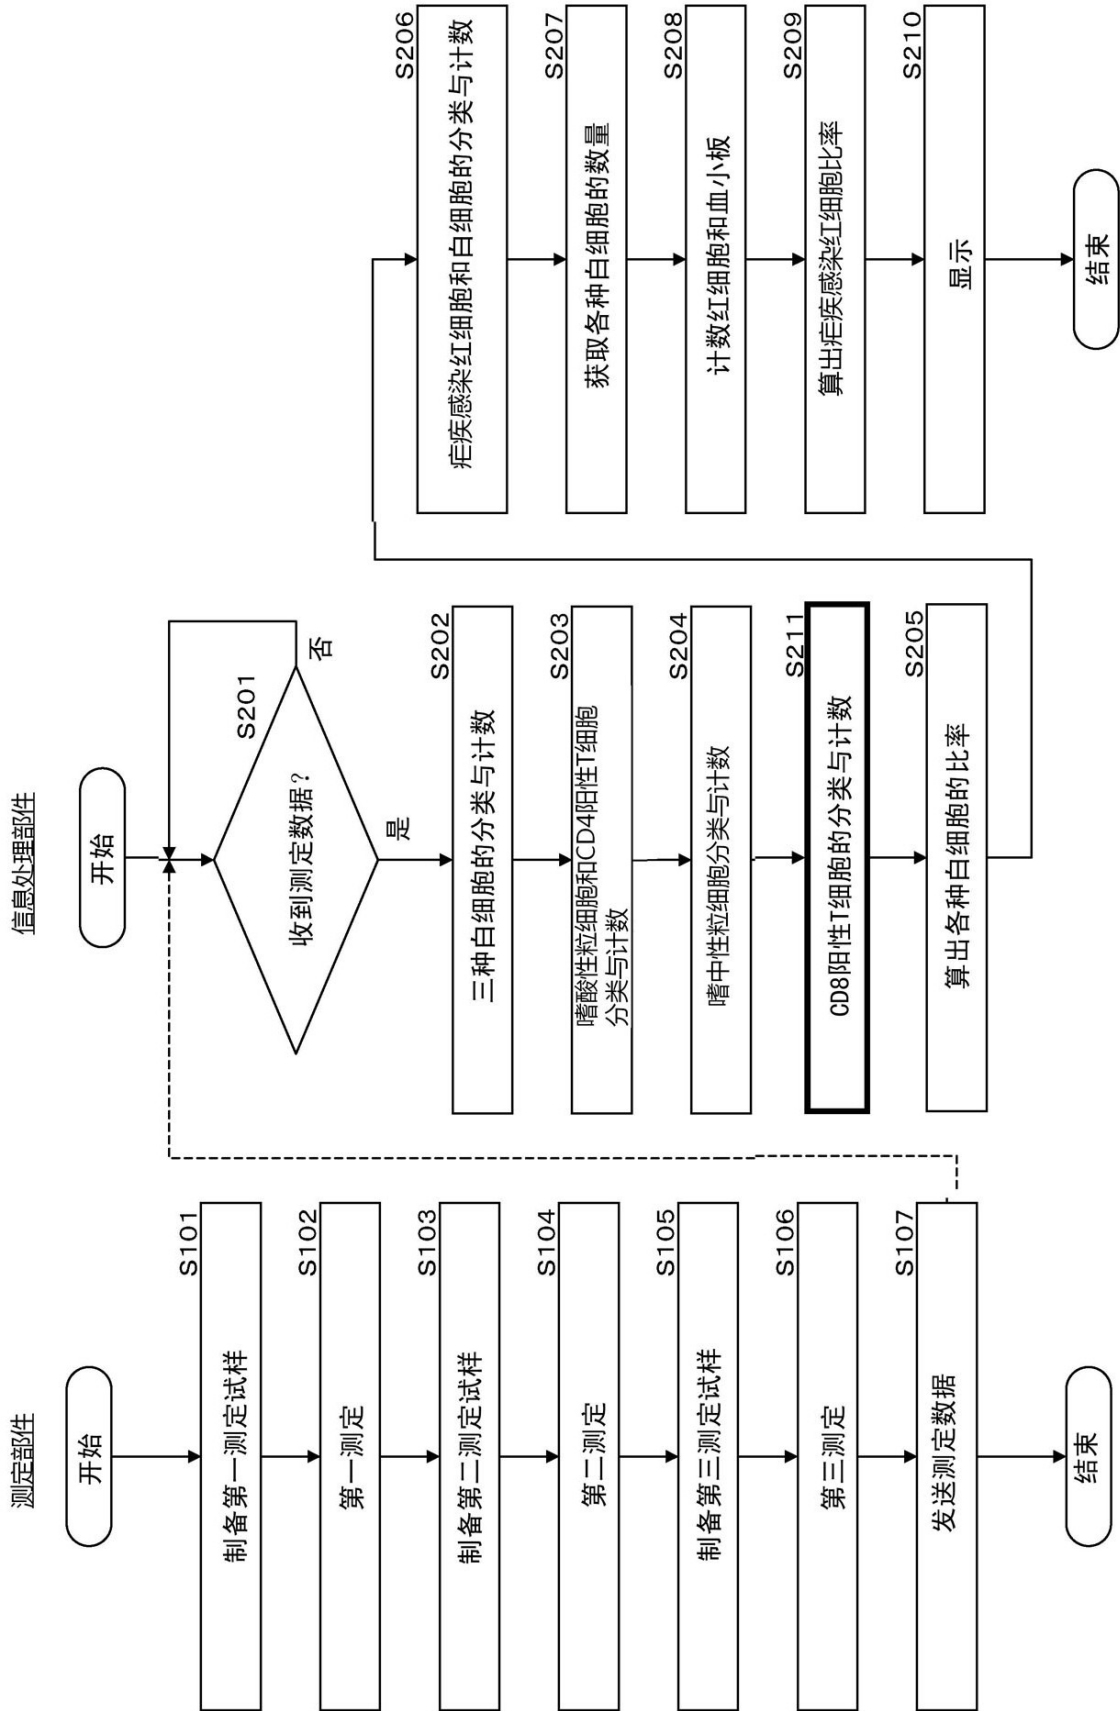 测定部件
开始
S101
制备第一测定试样
S102
第一测定
S103
制备第二测定试样
S104
第二测定
S105
制备第三测定试样
S106
第三测定
S107
发送测定数据
结束
信息处理部件
开始
S201
收到测定数据?
否
是
S202
三种白细胞的分类与计数
S203
嗜酸性粒细胞和CD4阳性T细胞
分类与计数
S204
嗜中性粒细胞分类与计数
S211
CD8阳性T细胞的分类与计数
S205
算出各种白细胞的比率
S206
疟疾感染红细胞和白细胞的分类与计数
S207
获取各种白细胞的数量
S208
计数红细胞和血小板
S209
算出疟疾感染红细胞比率
S210
显示
结束